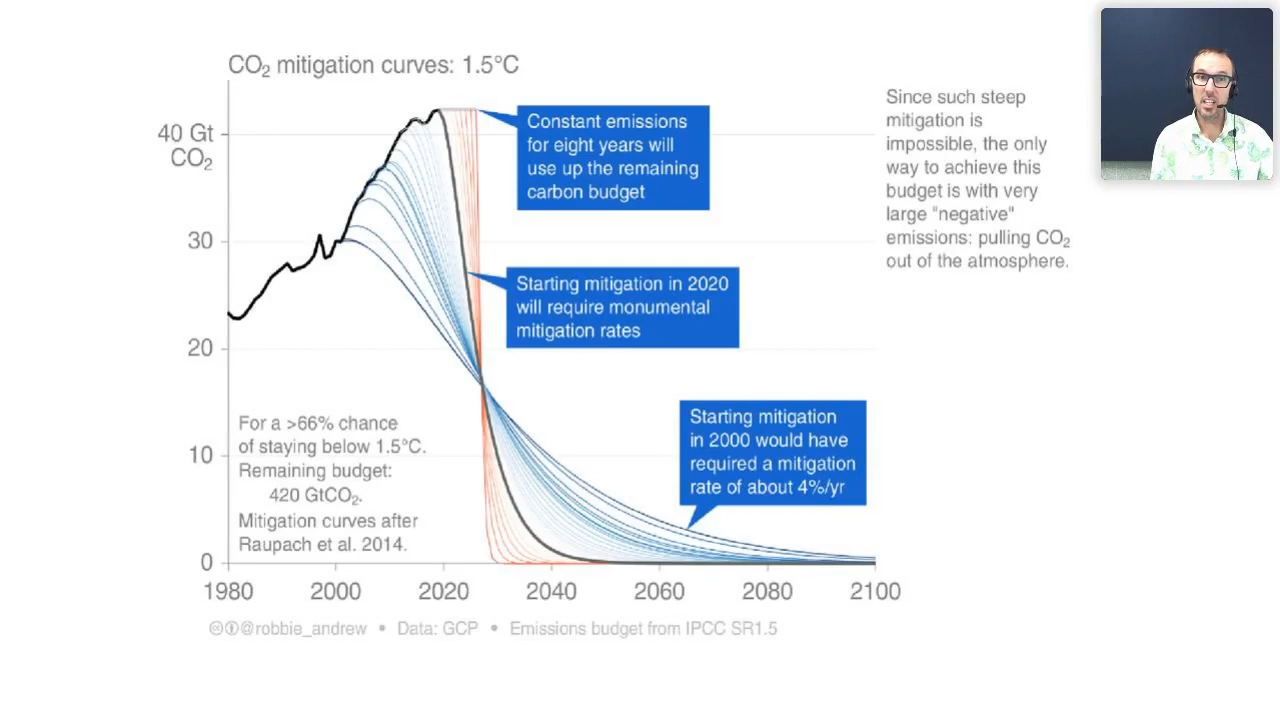 CO₂ mitigation curves: 1.5°C
40 Gt
CO₂
30
20
10
0
1980
2000
2020
2040
2060
2080
2100
Constant emissions
for eight years will
use up the remaining
carbon budget
Starting mitigation in 2020
will require monumental
mitigation rates
Starting mitigation
in 2000 would have
required a mitigation
rate of about 4%/yr
For a >66% chance
of staying below 1.5°C.
Remaining budget:
420 GtCO₂.
Mitigation curves after
Raupach et al. 2014.
Since such steep
mitigation is
impossible, the only
way to achieve this
budget is with very
large "negative"
emissions: pulling CO₂
out of the atmosphere.
@robbie_andrew • Data: GCP • Emissions budget from IPCC SR1.5